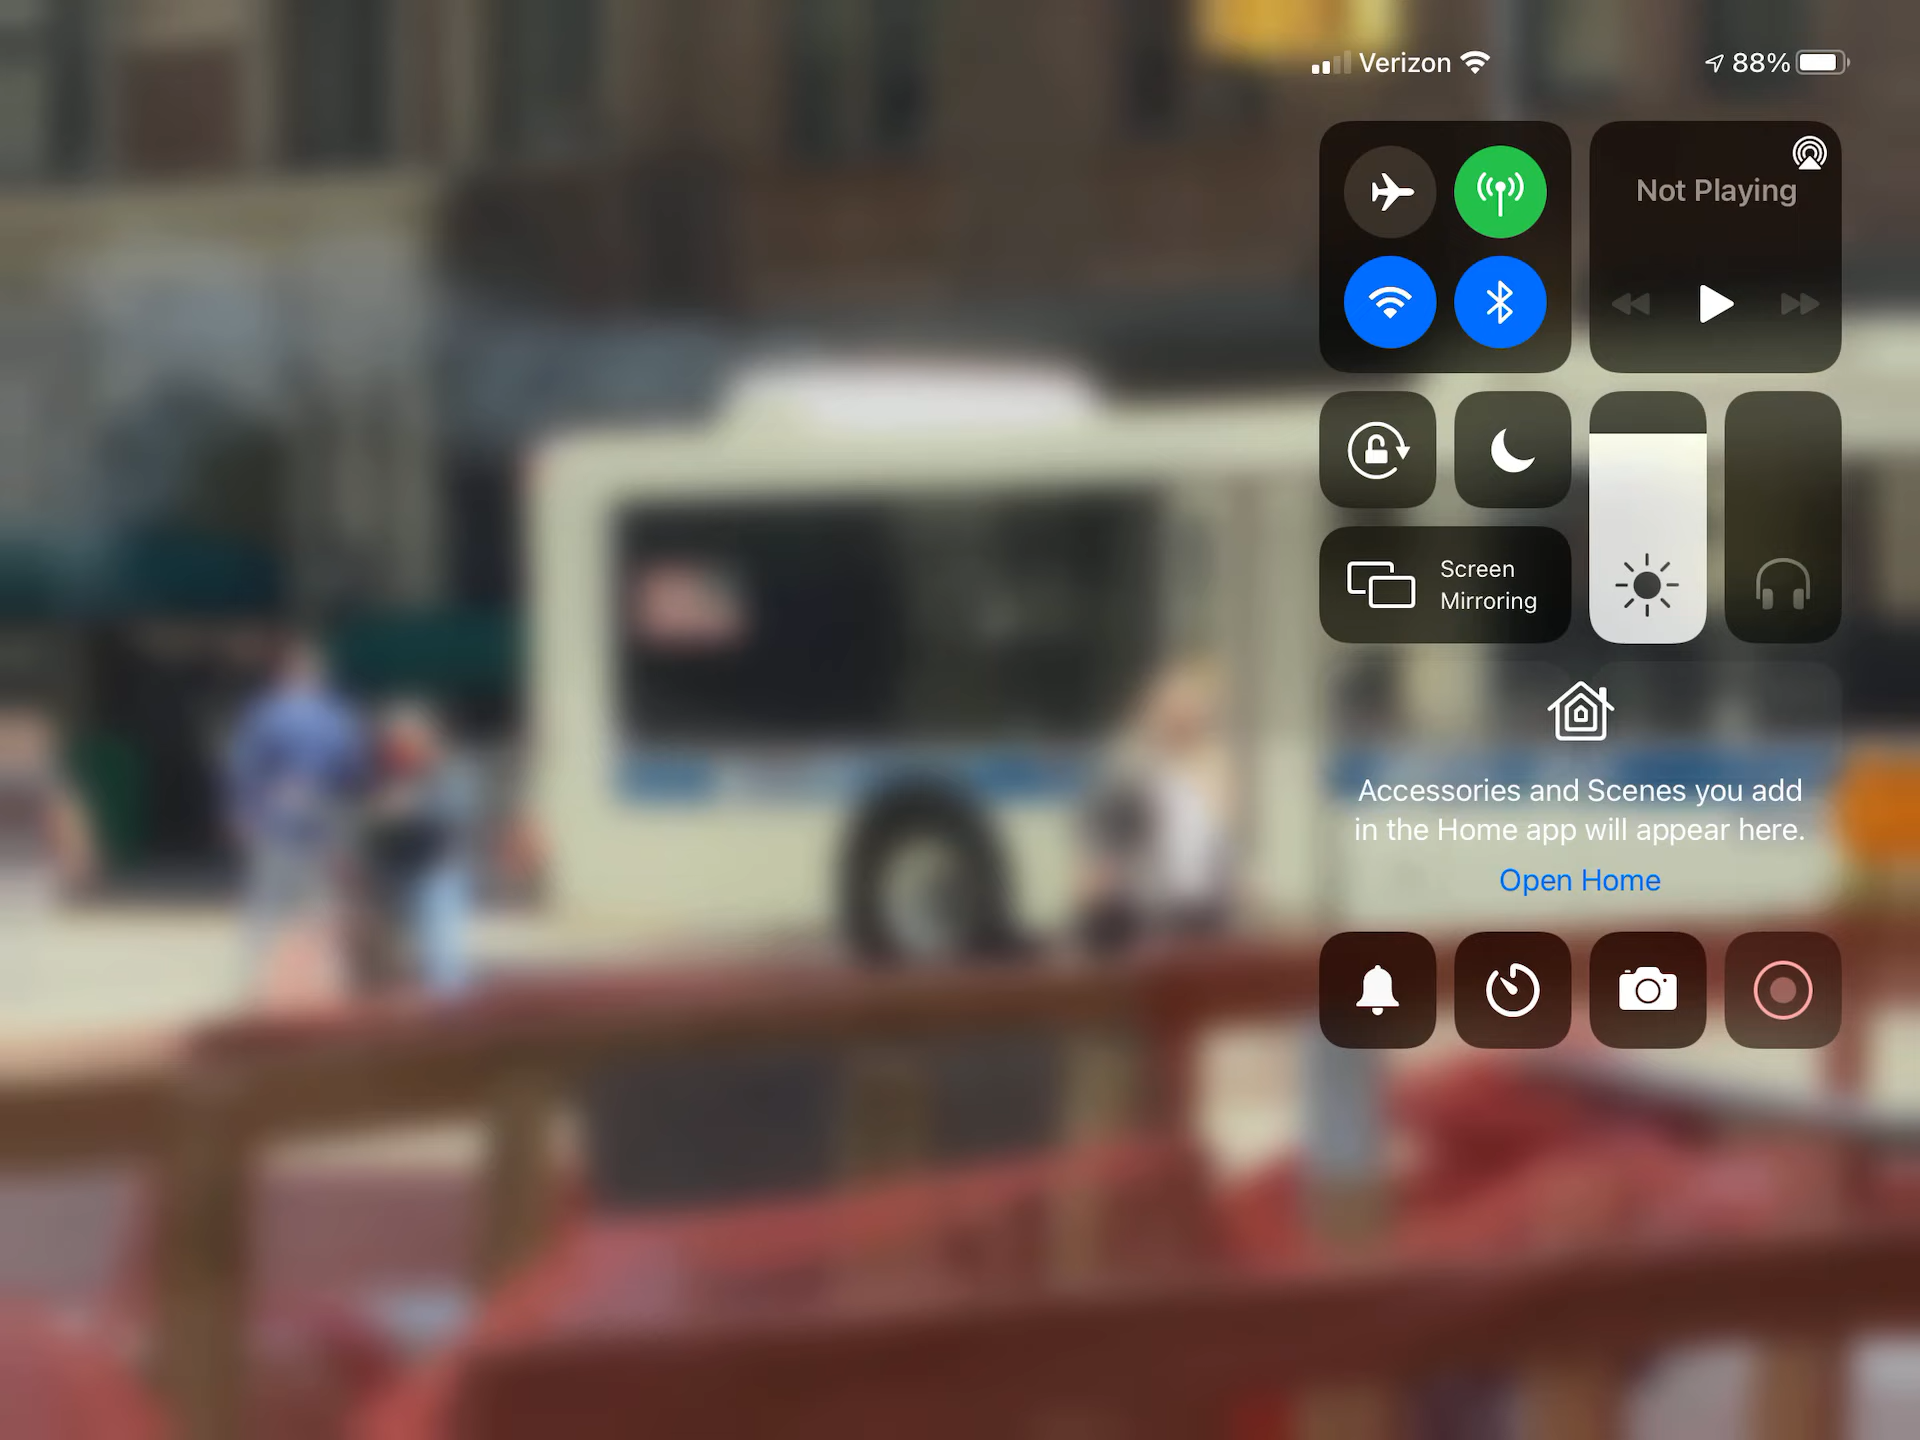 Verizon
88%
Not Playing
Screen
Mirroring
Accessories and Scenes you add
in the Home app will appear here.
Open Home